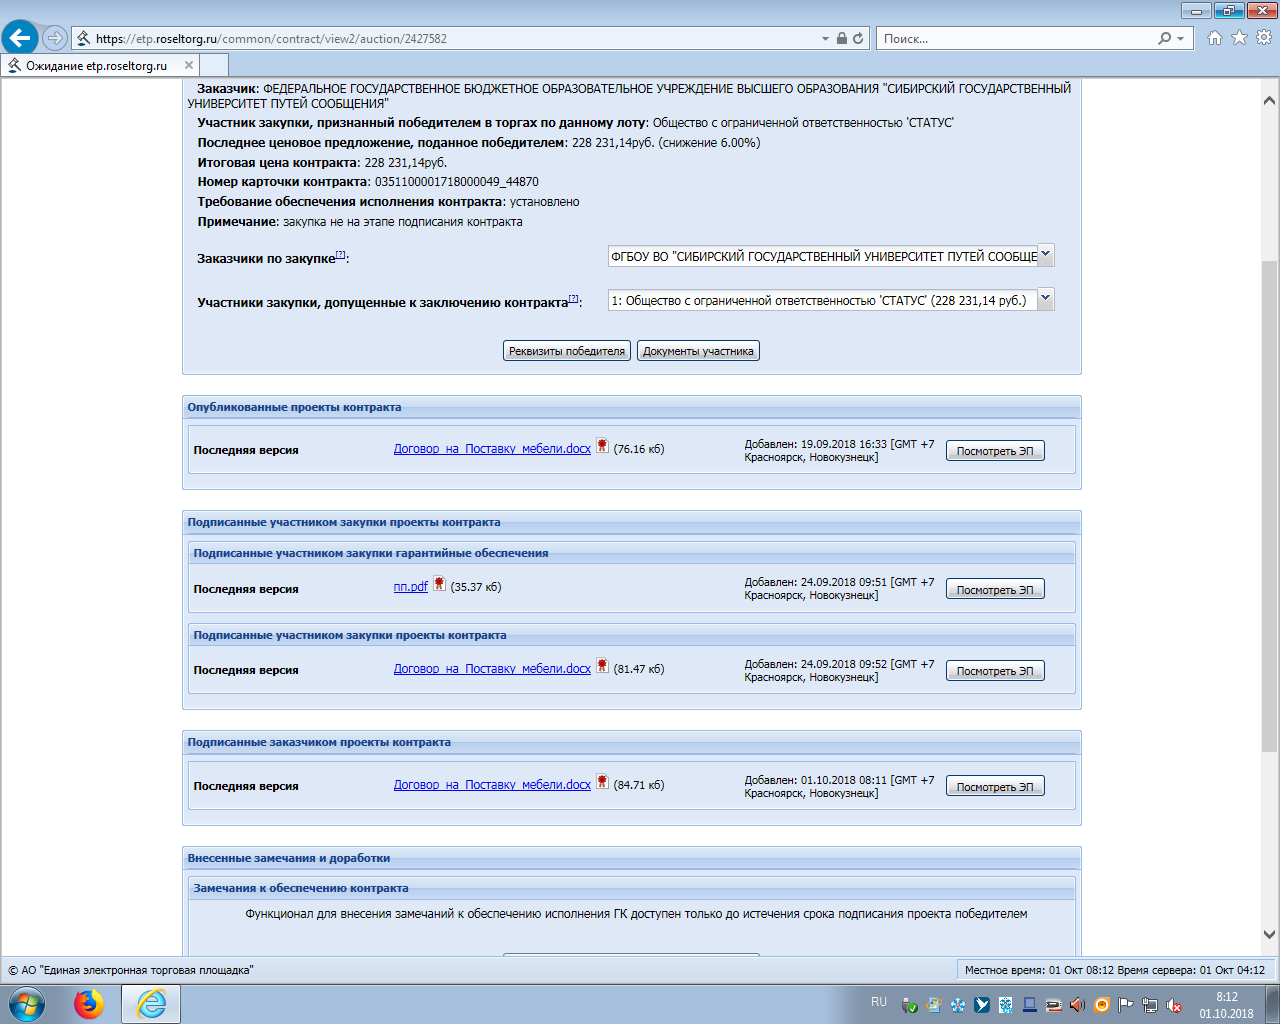 https://etp.roseltorg.ru/common/contract/view2/auction/2427582
Поиск...
Ожидание etp.roseltorg.ru
Заказчик: ФЕДЕРАЛЬНОЕ ГОСУДАРСТВЕННОЕ БЮДЖЕТНОЕ ОБРАЗОВАТЕЛЬНОЕ УЧРЕЖДЕНИЕ ВЫСШЕГО ОБРАЗОВАНИЯ "СИБИРСКИЙ ГОСУДАРСТВЕННЫЙ
УНИВЕРСИТЕТ ПУТЕЙ СООБЩЕНИЯ"
Участник закупки, признанный победителем в торгах по данному лоту: Общество с ограниченной ответственностью 'СТАТУС'
Последнее ценовое предложение, поданное победителем: 228 231,14руб. (снижение 6.00%)
Итоговая цена контракта: 228 231,14руб.
Номер карточки контракта: 0351100001718000049_44870
Требование обеспечения исполнения контракта: установлено
Примечание: закупка не на этапе подписания контракта
Заказчики по закупке[?]: ФГБОУ ВО "СИБИРСКИЙ ГОСУДАРСТВЕННЫЙ УНИВЕРСИТЕТ ПУТЕЙ СООБЩЕ
Участники закупки, допущенные к заключению контракта[?]: 1: Общество с ограниченной ответственностью 'СТАТУС' (228 231,14 руб.)
Реквизиты победителя Документы участника
Опубликованные проекты контракта
Последняя версия Договор_на_Поставку_мебели.docx (76.16 кб) Добавлен: 19.09.2018 16:33 [GMT +7
Красноярск, Новокузнецк] Посмотреть ЭП
Подписанные участником закупки проекты контракта
Подписанные участником закупки гарантийные обеспечения
Последняя версия пп.pdf (35.37 кб) Добавлен: 24.09.2018 09:51 [GMT +7
Красноярск, Новокузнецк] Посмотреть ЭП
Подписанные участником закупки проекты контракта
Последняя версия Договор_на_Поставку_мебели.docx (81.47 кб) Добавлен: 24.09.2018 09:52 [GMT +7
Красноярск, Новокузнецк] Посмотреть ЭП
Подписанные заказчиком проекты контракта
Последняя версия Договор_на_Поставку_мебели.docx (84.71 кб) Добавлен: 01.10.2018 08:11 [GMT +7
Красноярск, Новокузнецк] Посмотреть ЭП
Внесенные замечания и доработки
Замечания к обеспечению контракта
Функционал для внесения замечаний к обеспечению исполнения ГК доступен только до истечения срока подписания проекта победителем
© АО "Единая электронная торговая площадка" Местное время: 01 Окт 08:12 Время сервера: 01 Окт 04:12
RU 8:12
01.10.2018